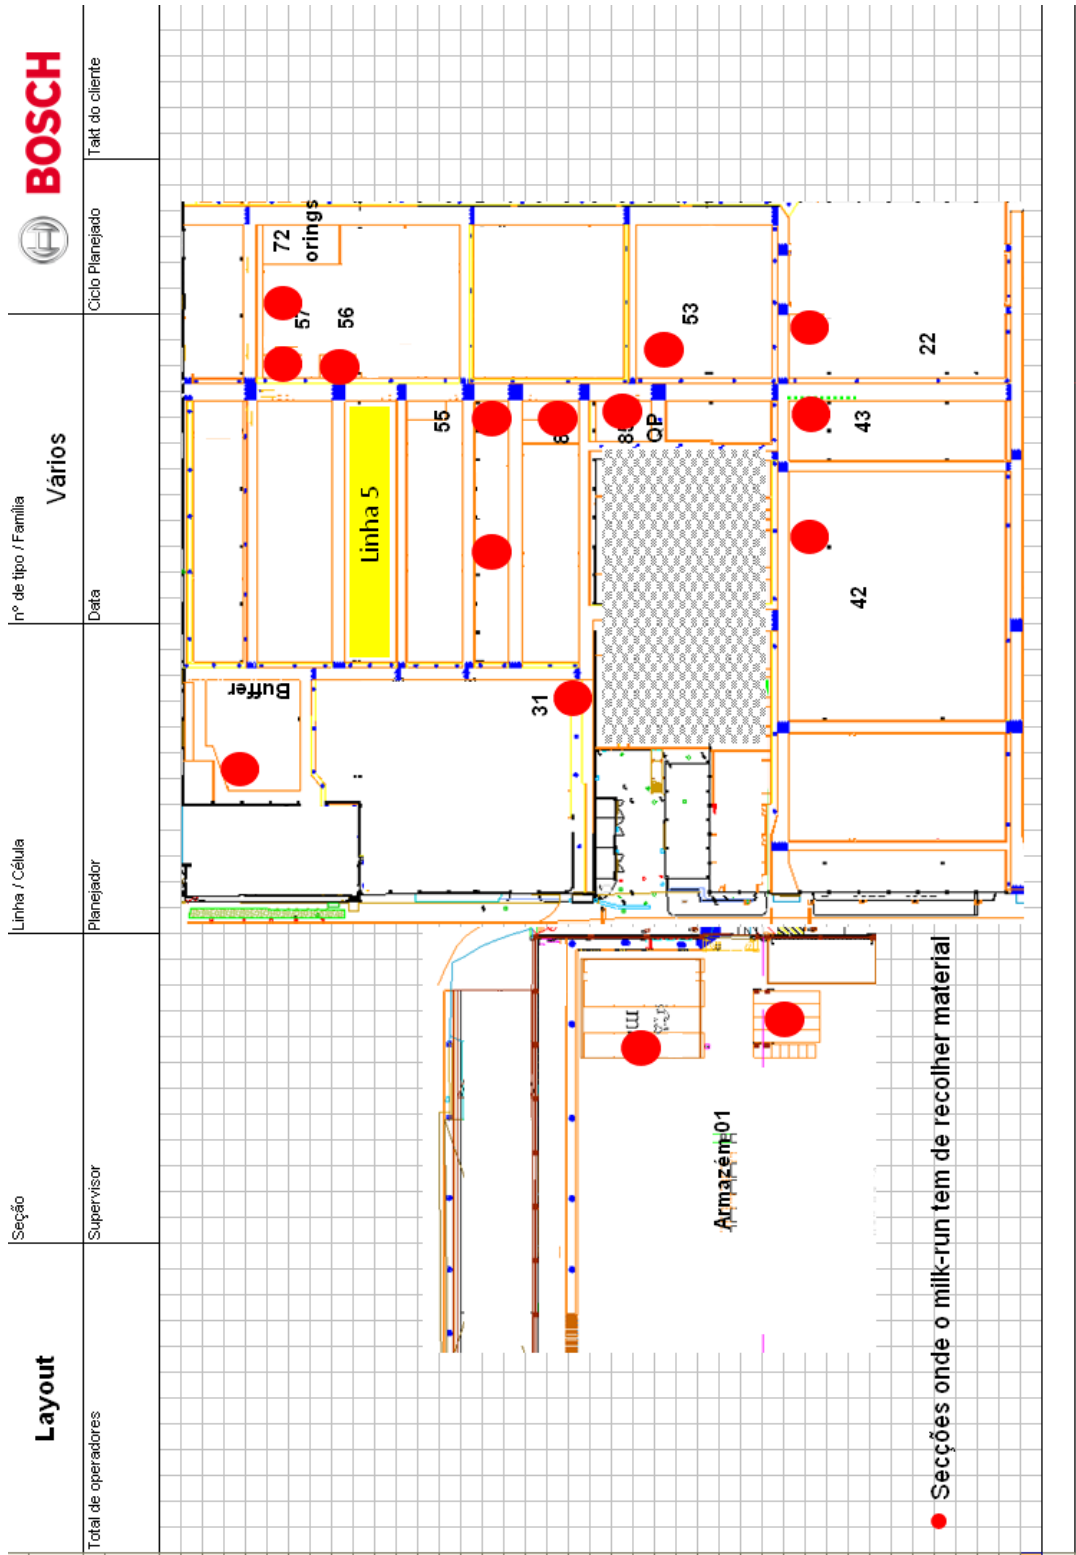 Layout
Seção
Linha / Célula
nº de tipo / Família
Vários
BOSCH
Total de operadores
Supervisor
Planejador
Data
Ciclo Planejado
Takt do cliente
72
orings
57
56
53
22
55
QP
43
Linha 5
42
Buffer
31
Armazém 01
Secções onde o milk-run tem de recolher material